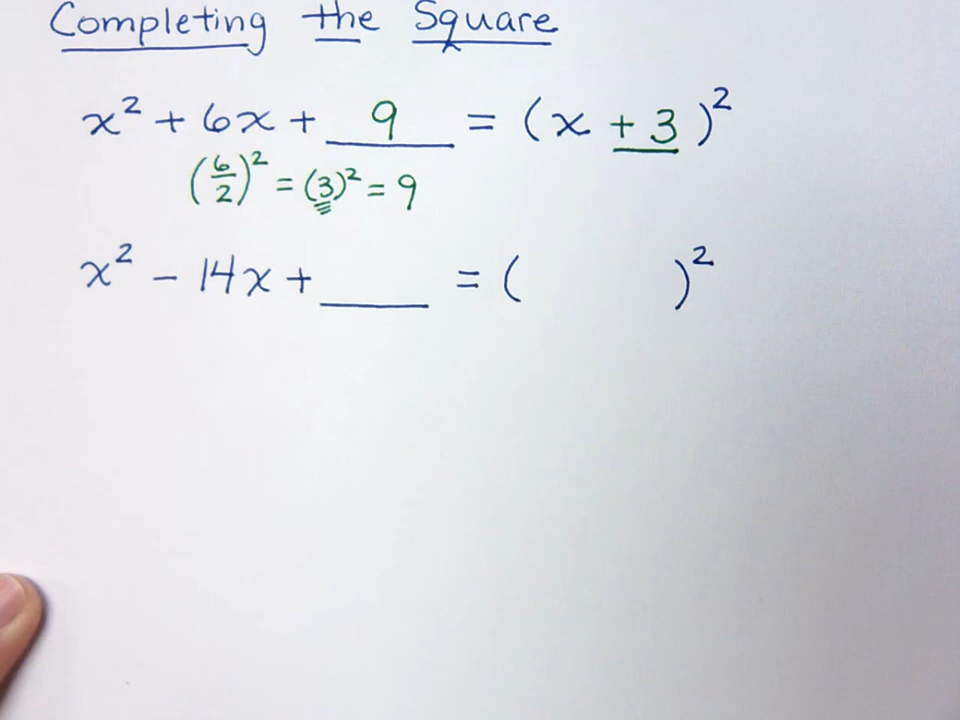 Completing the Square
x² + 6x + 9 = (x + 3)²
(6/2)² = (3)² = 9
x² - 14x + ____ = ( )²